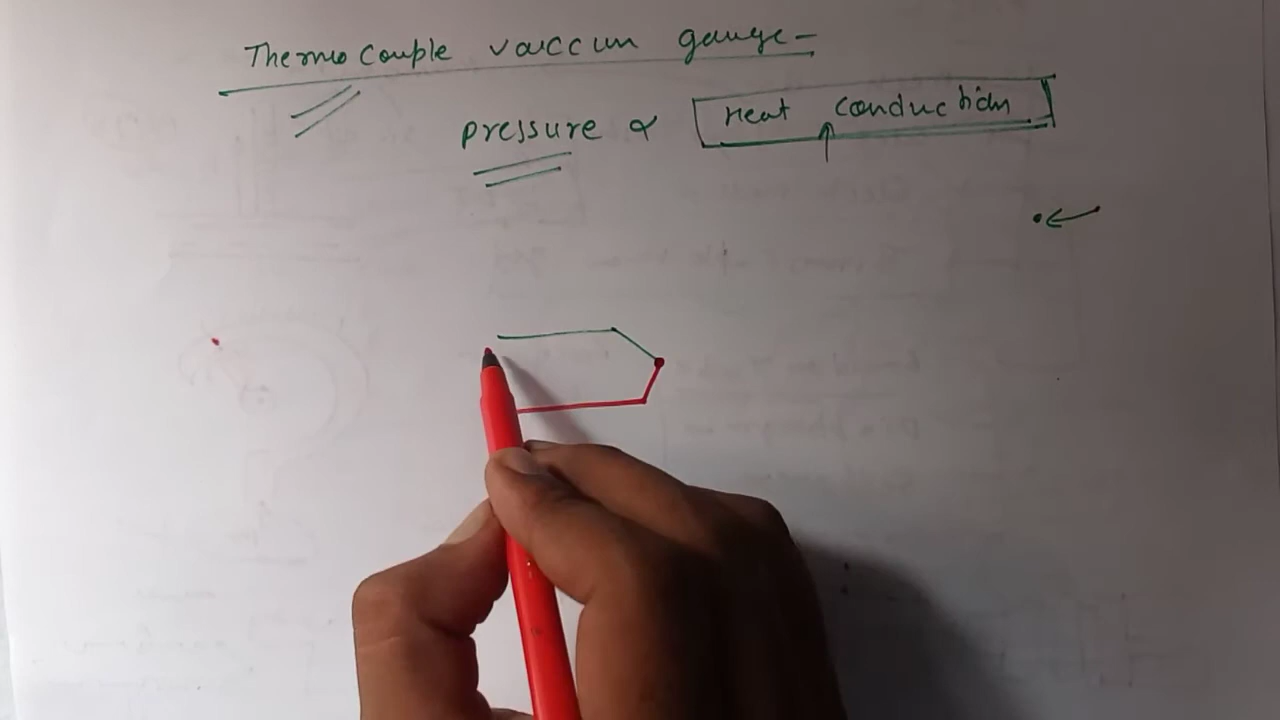 Thermo couple vaccum gauge-
pressure ∝ Heat conduction